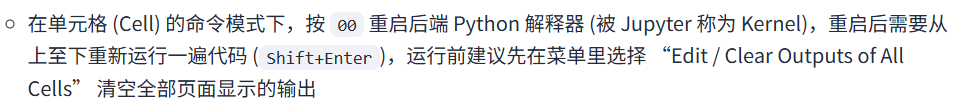 在单元格 (Cell) 的命令模式下，按 00 重启后端 Python 解释器 (被 Jupyter 称为 Kernel)，重启后需要从
上至下重新运行一遍代码 ( Shift+Enter )，运行前建议先在菜单里选择 “Edit / Clear Outputs of All
Cells” 清空全部页面显示的输出